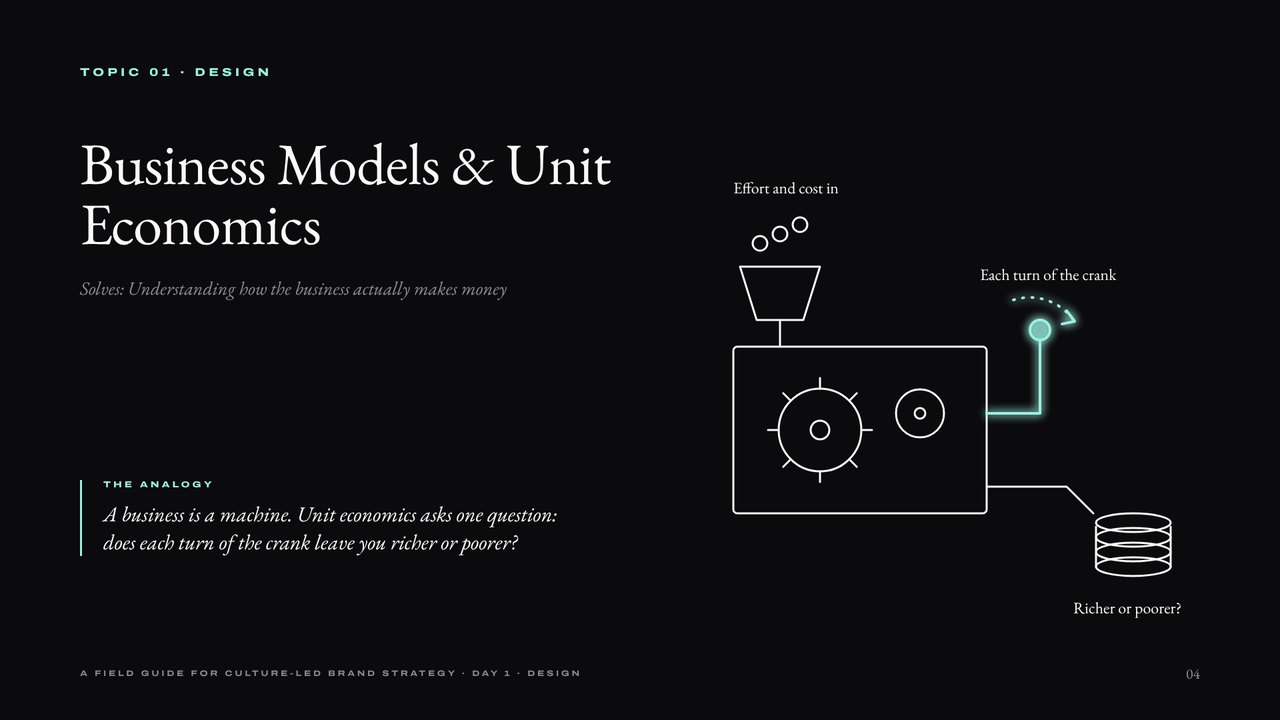 TOPIC 01 · DESIGN
Business Models & Unit
Economics
Solves: Understanding how the business actually makes money
THE ANALOGY
A business is a machine. Unit economics asks one question:
does each turn of the crank leave you richer or poorer?
Effort and cost in
Each turn of the crank
Richer or poorer?
A FIELD GUIDE FOR CULTURE-LED BRAND STRATEGY · DAY 1 · DESIGN
04